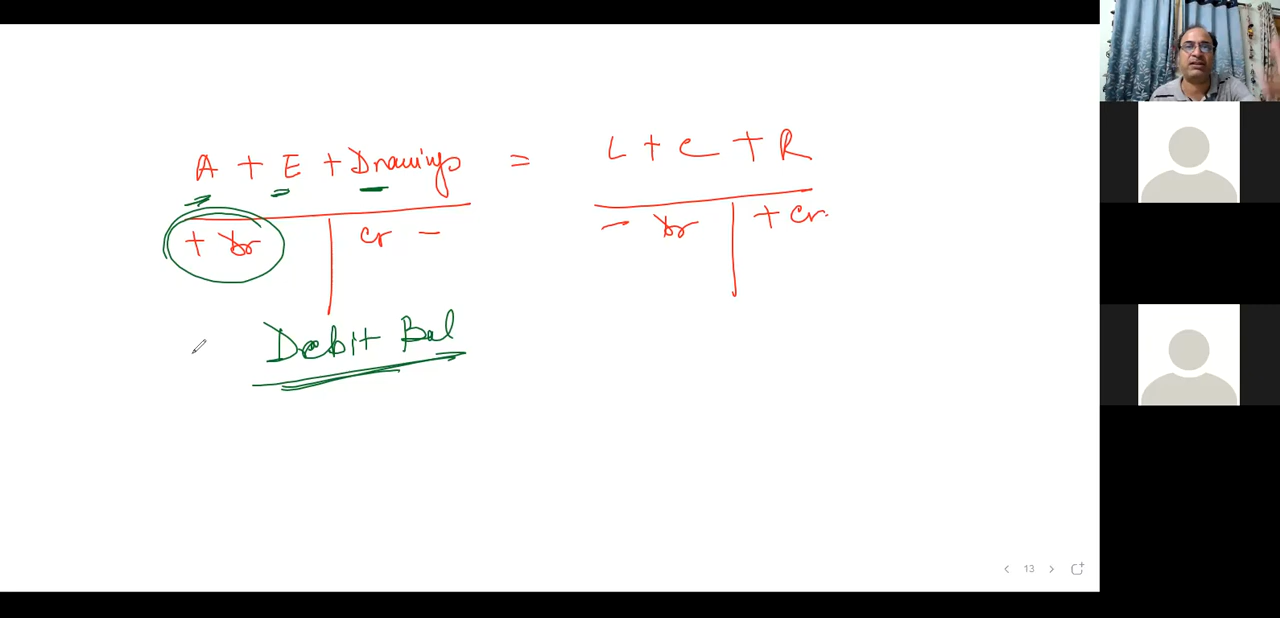 A + E + Drawings = L + C + R
+ Dr Cr - - Dr + Cr.
Debit Bal
< 13 >